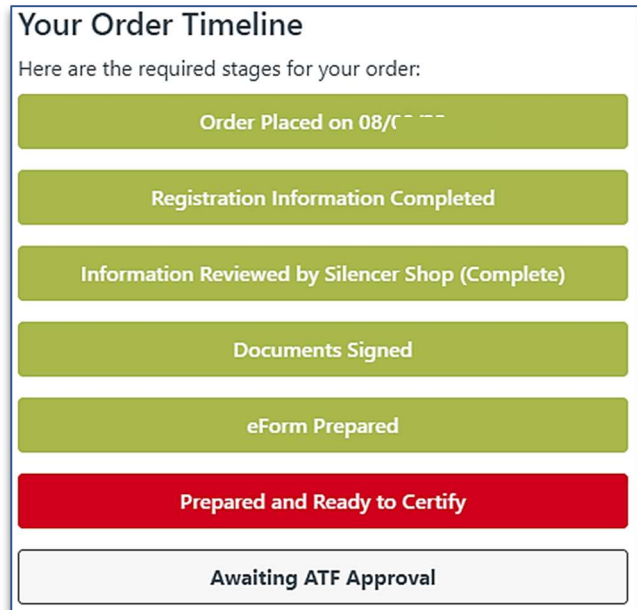 Your Order Timeline
Here are the required stages for your order:
Order Placed on 08/
Registration Information Completed
Information Reviewed by Silencer Shop (Complete)
Documents Signed
eForm Prepared
Prepared and Ready to Certify
Awaiting ATF Approval